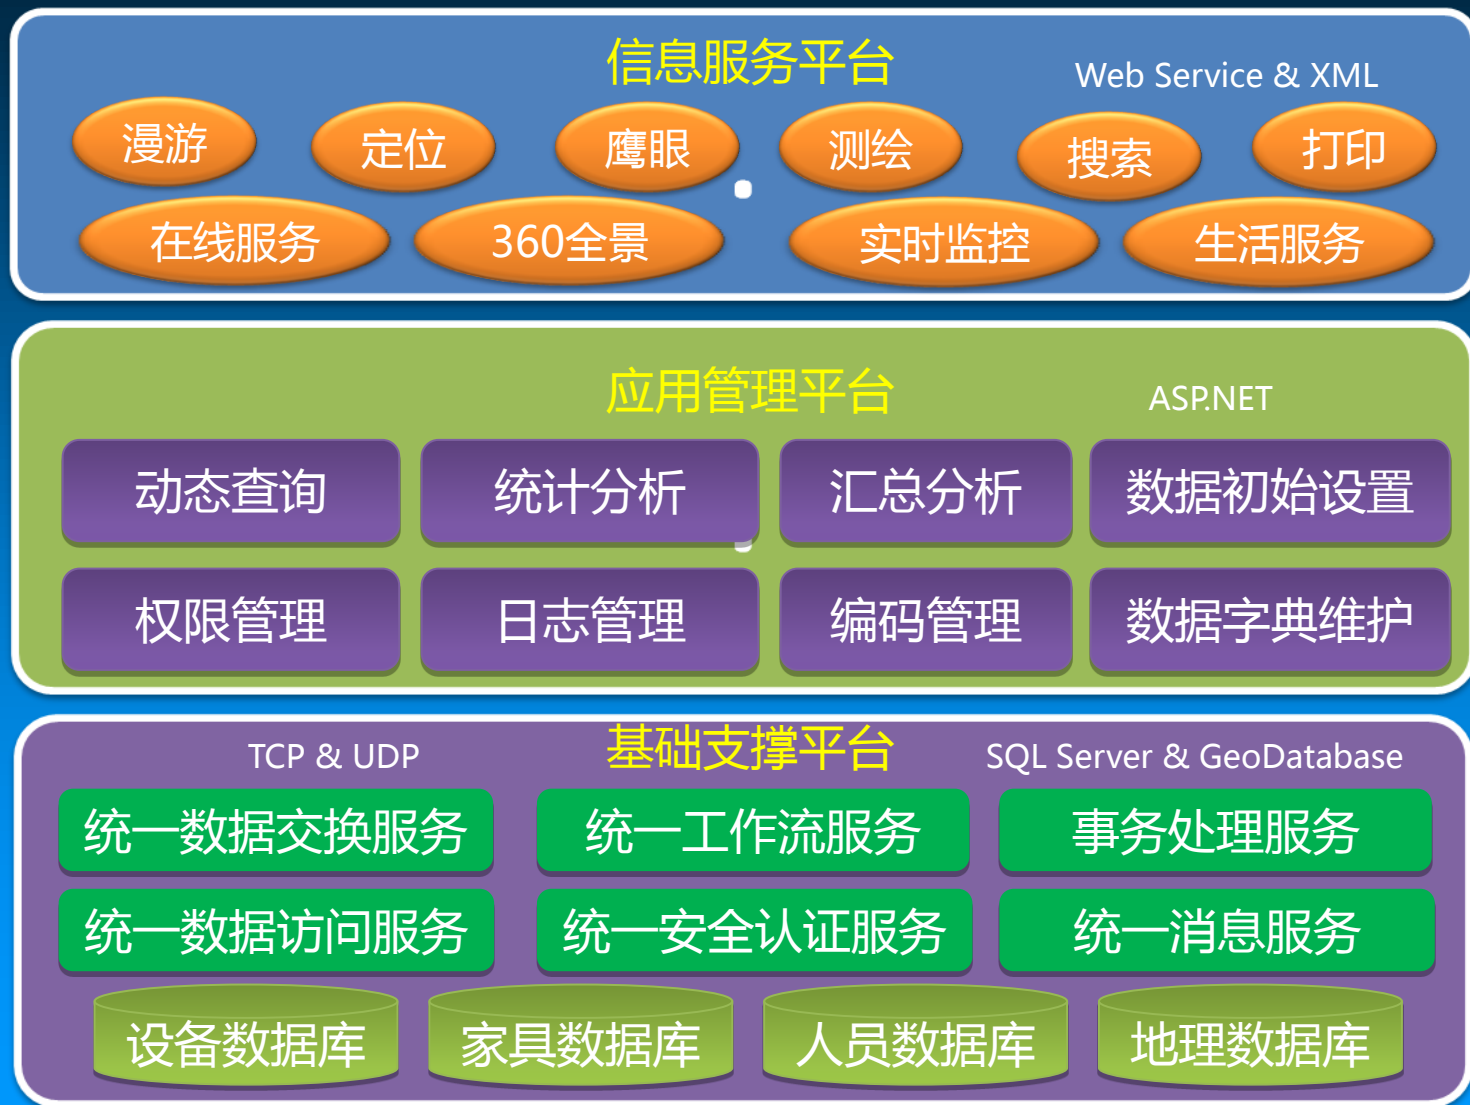 信息服务平台
Web Service & XML
漫游 定位 鹰眼 测绘 搜索 打印
在线服务 360全景 实时监控 生活服务
应用管理平台
ASP.NET
动态查询 统计分析 汇总分析 数据初始设置
权限管理 日志管理 编码管理 数据字典维护
TCP & UDP 基础支撑平台 SQL Server & GeoDatabase
统一数据交换服务 统一工作流服务 事务处理服务
统一数据访问服务 统一安全认证服务 统一消息服务
设备数据库 家具数据库 人员数据库 地理数据库